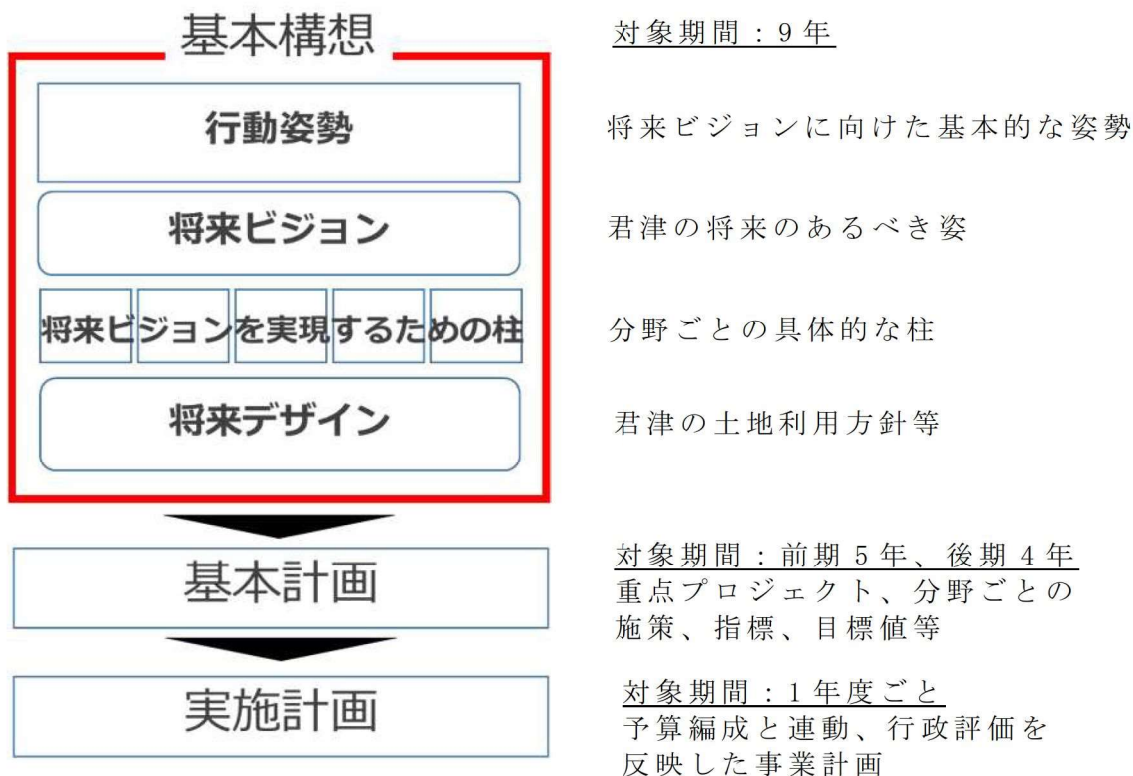 基本構想
対象期間：9年
行動姿勢
将来ビジョンに向けた基本的な姿勢
将来ビジョン
君津の将来のあるべき姿
将来ビジョンを実現するための柱
分野ごとの具体的な柱
将来デザイン
君津の土地利用方針等
基本計画
対象期間：前期5年、後期4年
重点プロジェクト、分野ごとの
施策、指標、目標値等
実施計画
対象期間：1年度ごと
予算編成と連動、行政評価を
反映した事業計画